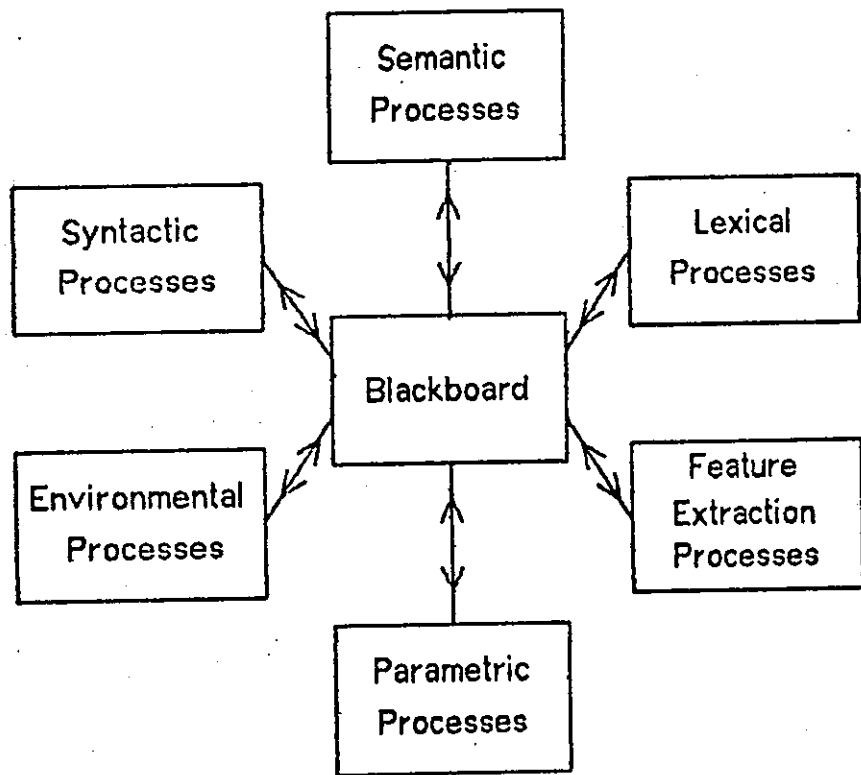 Semantic
Processes
Syntactic
Processes
Lexical
Processes
Blackboard
Environmental
Processes
Feature
Extraction
Processes
Parametric
Processes